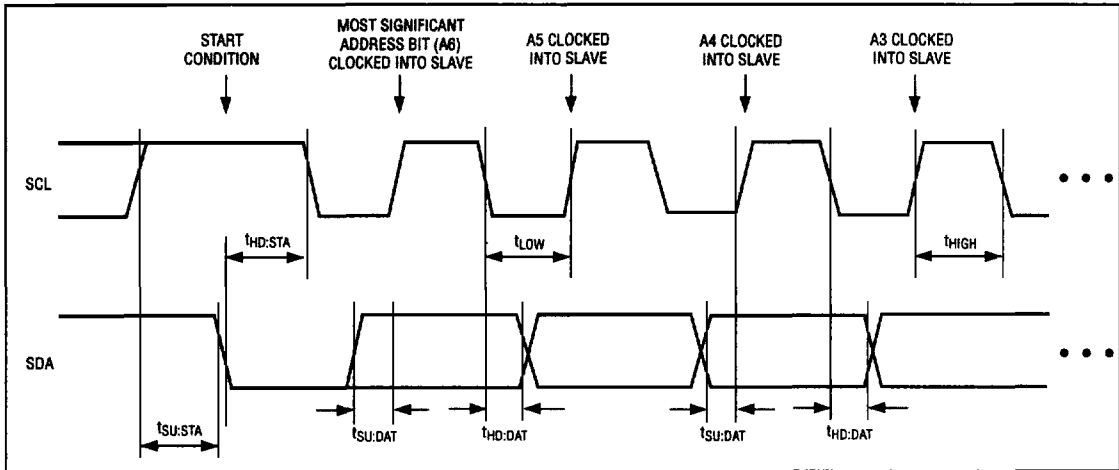 START
CONDITION
MOST SIGNIFICANT
ADDRESS BIT (A6)
CLOCKED INTO SLAVE
A5 CLOCKED
INTO SLAVE
A4 CLOCKED
INTO SLAVE
A3 CLOCKED
INTO SLAVE
SCL
tHD:STA
tLOW
tHIGH
SDA
tSU:STA
tSU:DAT
tHD:DAT
tSU:DAT
tHD:DAT